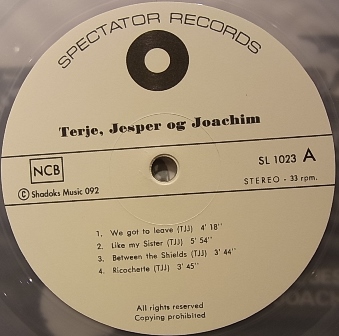 SPECTATOR RECORDS
Terje, Jesper og Joachim
NCB
SL 1023 A
© Shadoks Music 092
STEREO - 33 rpm.
1. We got to leave (TJJ) 4' 18''
2. Like my Sister (TJJ) 5' 54''
3. Between the Shields (TJJ) 3' 44''
4. Ricochette (TJJ) 3' 45''
All rights reserved
Copying prohibited